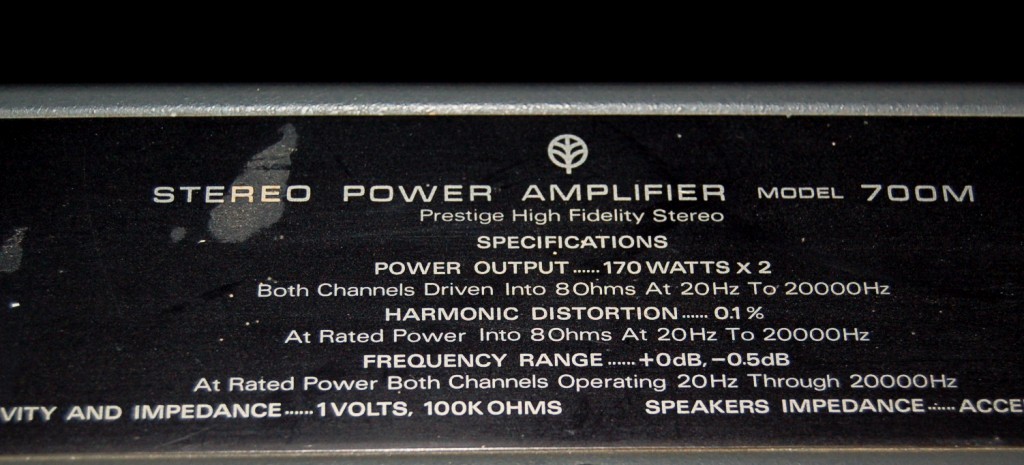 STEREO POWER AMPLIFIER MODEL 700M
Prestige High Fidelity Stereo
SPECIFICATIONS
POWER OUTPUT......170 WATTS X 2
Both Channels Driven Into 8Ohms At 20Hz To 20000Hz
HARMONIC DISTORTION...... 0.1%
At Rated Power Into 8Ohms At 20Hz To 20000Hz
FREQUENCY RANGE......+0dB, -0.5dB
At Rated Power Both Channels Operating 20Hz Through 20000Hz
VITY AND IMPEDANCE......1 VOLTS, 100K OHMS SPEAKERS IMPEDANCE......ACCE